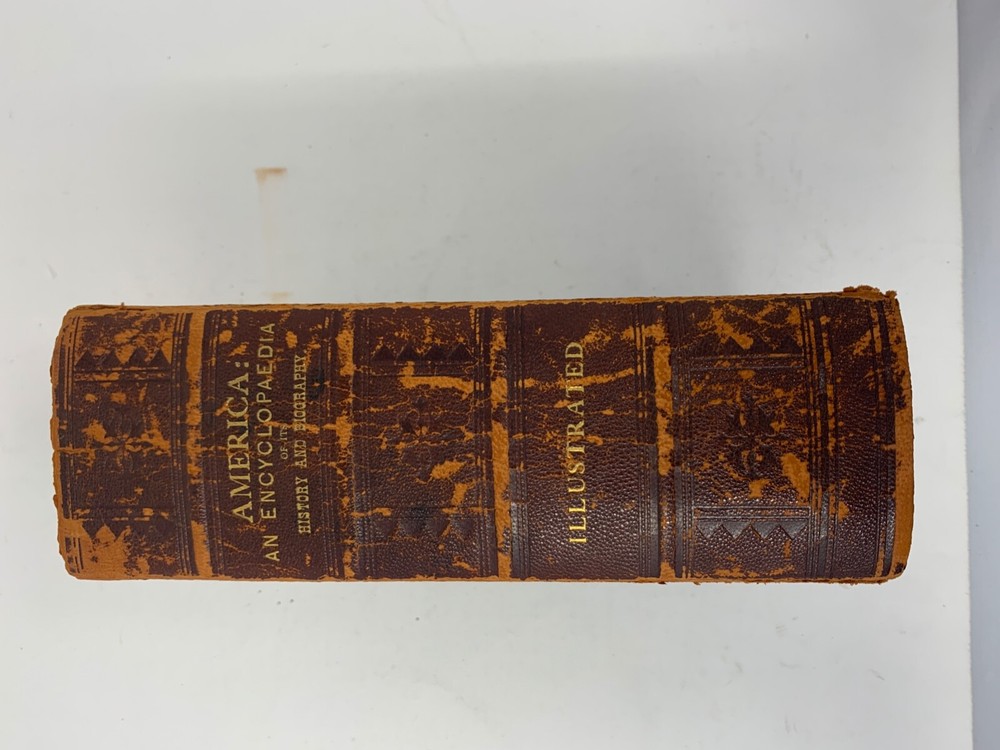 AMERICA:
AN ENCYCLOPAEDIA
OF ITS
HISTORY AND BIOGRAPHY
ILLUSTRATED